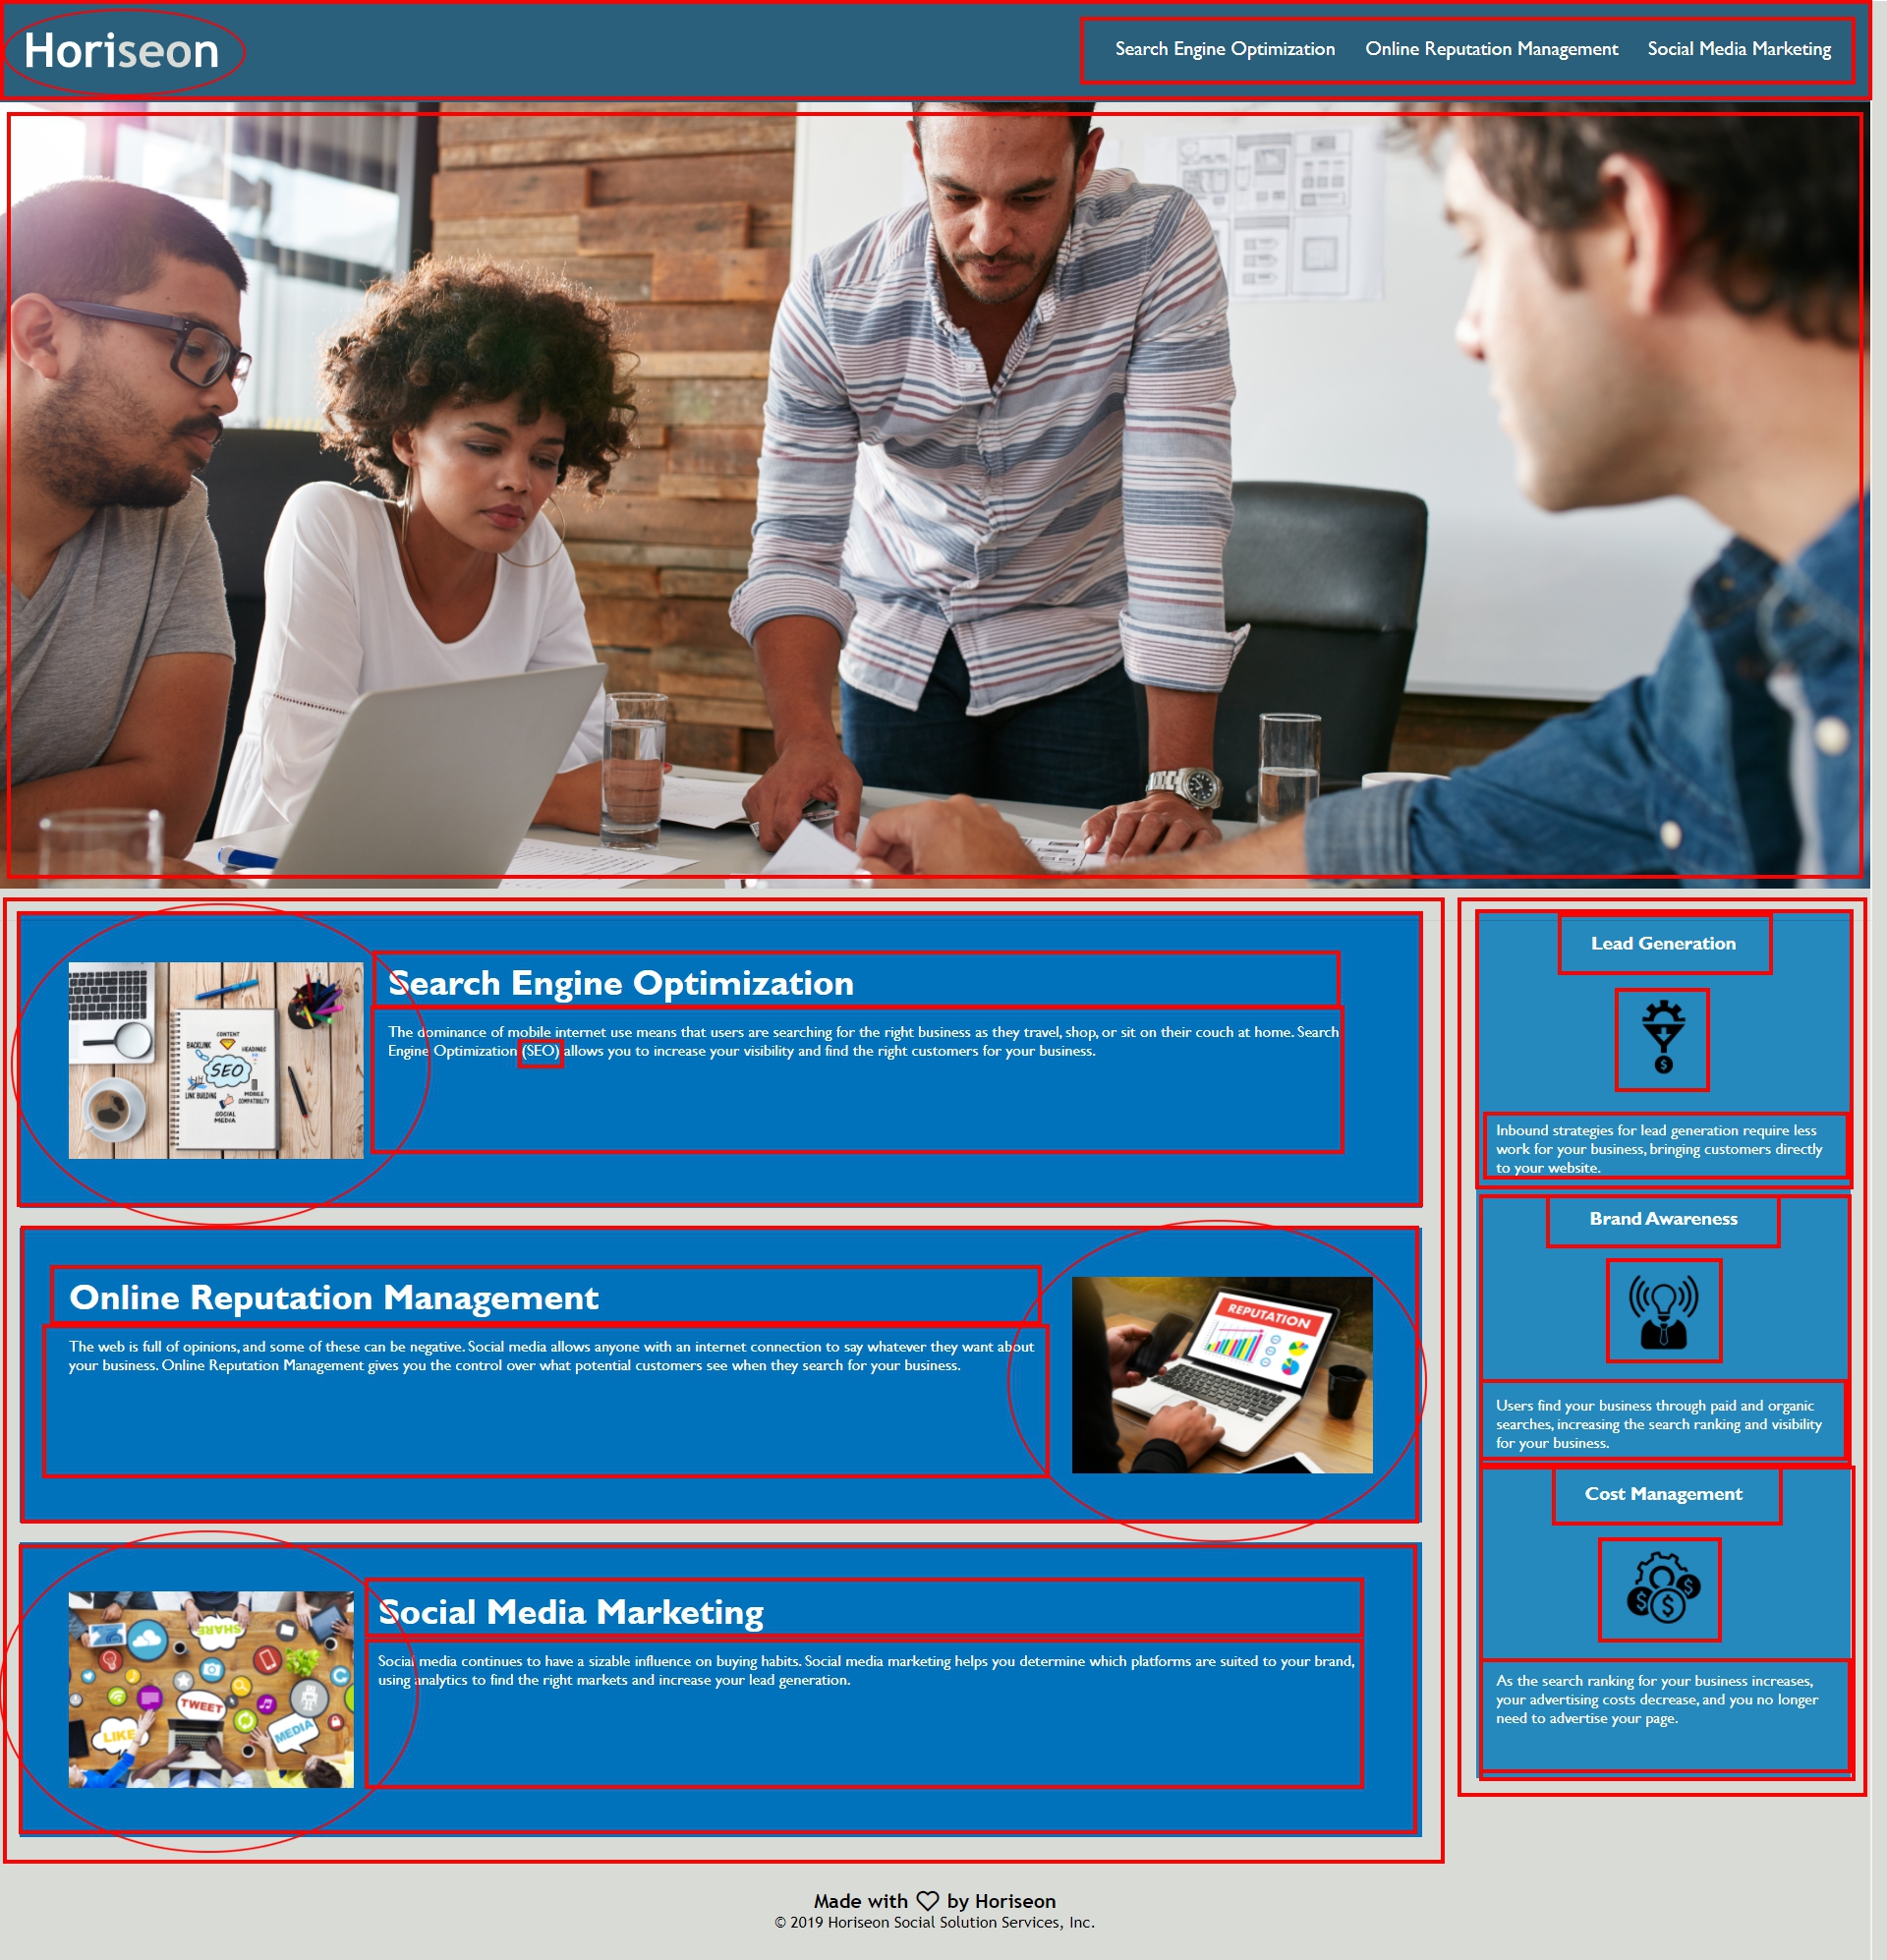 Horiseon
Search Engine Optimization Online Reputation Management Social Media Marketing
CONTENT
BACKLINK
HEADINGS
SEO
LINK BUILDING
MOBILE
COMPATIBILITY
SOCIAL
MEDIA
Search Engine Optimization
The dominance of mobile internet use means that users are searching for the right business as they travel, shop, or sit on their couch at home. Search
Engine Optimization (SEO) allows you to increase your visibility and find the right customers for your business.
Online Reputation Management
The web is full of opinions, and some of these can be negative. Social media allows anyone with an internet connection to say whatever they want about
your business. Online Reputation Management gives you the control over what potential customers see when they search for your business.
REPUTATION
SHARE
TWEET
LIKE
MEDIA
Social Media Marketing
Social media continues to have a sizable influence on buying habits. Social media marketing helps you determine which platforms are suited to your brand,
using analytics to find the right markets and increase your lead generation.
Lead Generation
$
Inbound strategies for lead generation require less
work for your business, bringing customers directly
to your website.
Brand Awareness
Users find your business through paid and organic
searches, increasing the search ranking and visibility
for your business.
Cost Management
$ $ $
As the search ranking for your business increases,
your advertising costs decrease, and you no longer
need to advertise your page.
Made with ♡ by Horiseon
© 2019 Horiseon Social Solution Services, Inc.